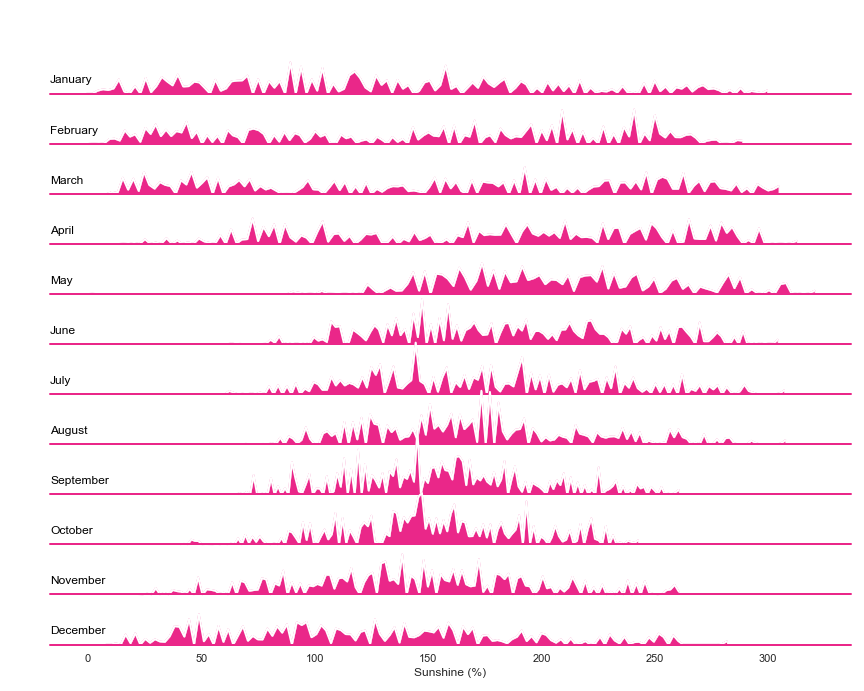 January
February
March
April
May
June
July
August
September
October
November
December
0 50 100 150 200 250 300
Sunshine (%)